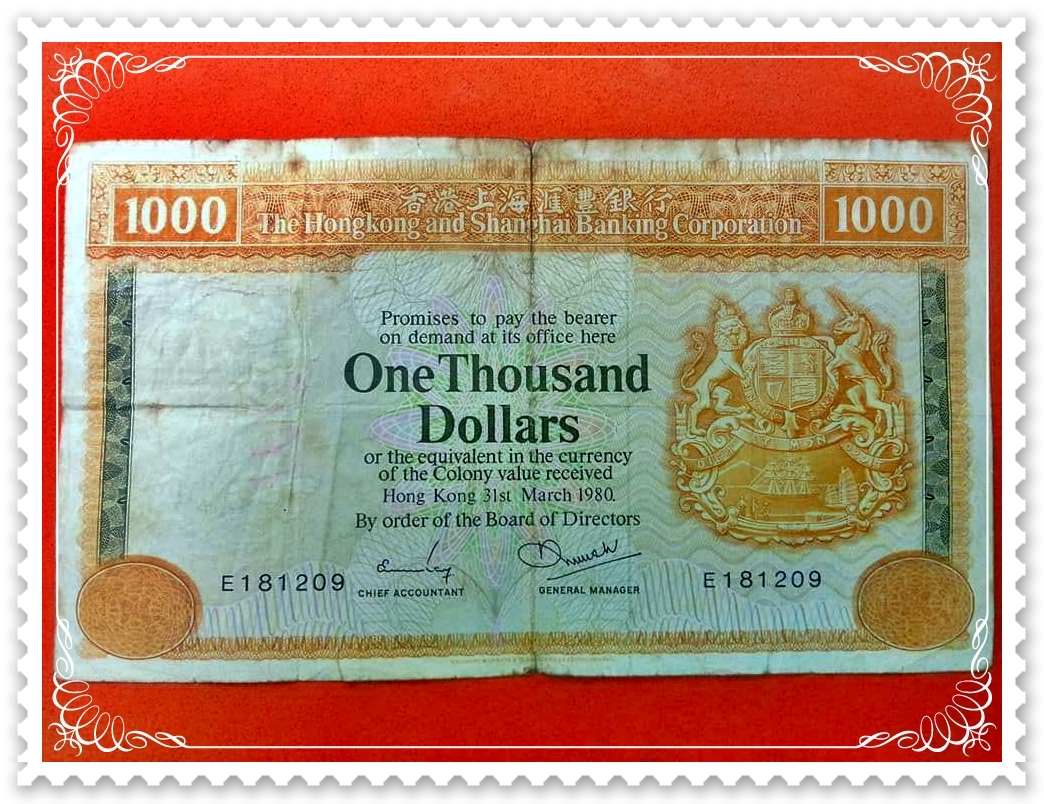 1000
香港上海滙豐銀行
The Hongkong and Shanghai Banking Corporation
1000
Promises to pay the bearer
on demand at its office here
One Thousand
Dollars
or the equivalent in the currency
of the Colony value received
Hong Kong 31st March 1980.
By order of the Board of Directors
E181209
CHIEF ACCOUNTANT
GENERAL MANAGER
E181209